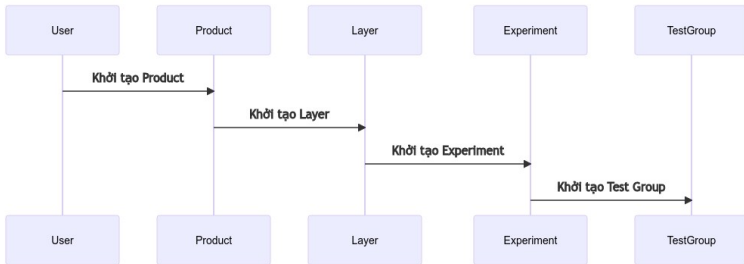 User
Product
Layer
Experiment
TestGroup
Khởi tạo Product
Khởi tạo Layer
Khởi tạo Experiment
Khởi tạo Test Group
User
Product
Layer
Experiment
TestGroup